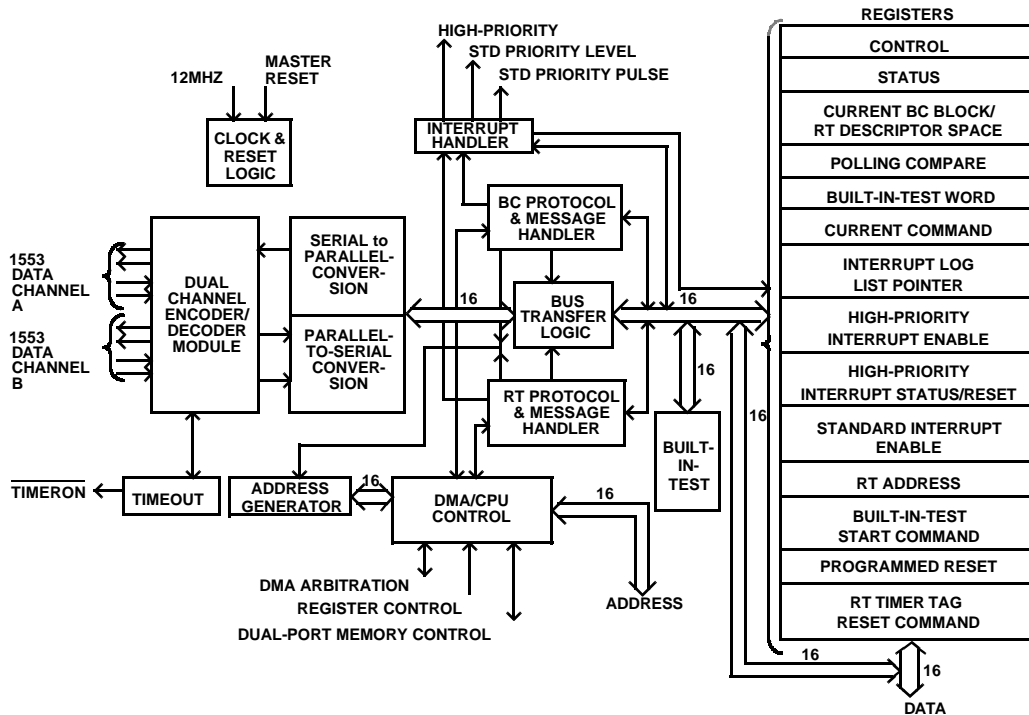 HIGH-PRIORITY
STD PRIORITY LEVEL
STD PRIORITY PULSE
12MHZ
MASTER
RESET
CLOCK &
RESET
LOGIC
INTERRUPT
HANDLER
BC PROTOCOL
& MESSAGE
HANDLER
1553
DATA
CHANNEL
A
1553
DATA
CHANNEL
B
DUAL
CHANNEL
ENCODER/
DECODER
MODULE
SERIAL to
PARALLEL-
CONVER-
SION
PARALLEL-
TO-SERIAL
CONVER-
SION
16
BUS
TRANSFER
LOGIC
16
RT PROTOCOL
& MESSAGE
HANDLER
16
BUILT-
IN-
TEST
16
TIMERON
TIMEOUT
ADDRESS
GENERATOR
16
DMA/CPU
CONTROL
16
DMA ARBITRATION
REGISTER CONTROL
DUAL-PORT MEMORY CONTROL
ADDRESS
REGISTERS
CONTROL
STATUS
CURRENT BC BLOCK/
RT DESCRIPTOR SPACE
POLLING COMPARE
BUILT-IN-TEST WORD
CURRENT COMMAND
INTERRUPT LOG
LIST POINTER
HIGH-PRIORITY
INTERRUPT ENABLE
HIGH-PRIORITY
INTERRUPT STATUS/RESET
STANDARD INTERRUPT
ENABLE
RT ADDRESS
BUILT-IN-TEST
START COMMAND
PROGRAMMED RESET
RT TIMER TAG
RESET COMMAND
16
16
DATA